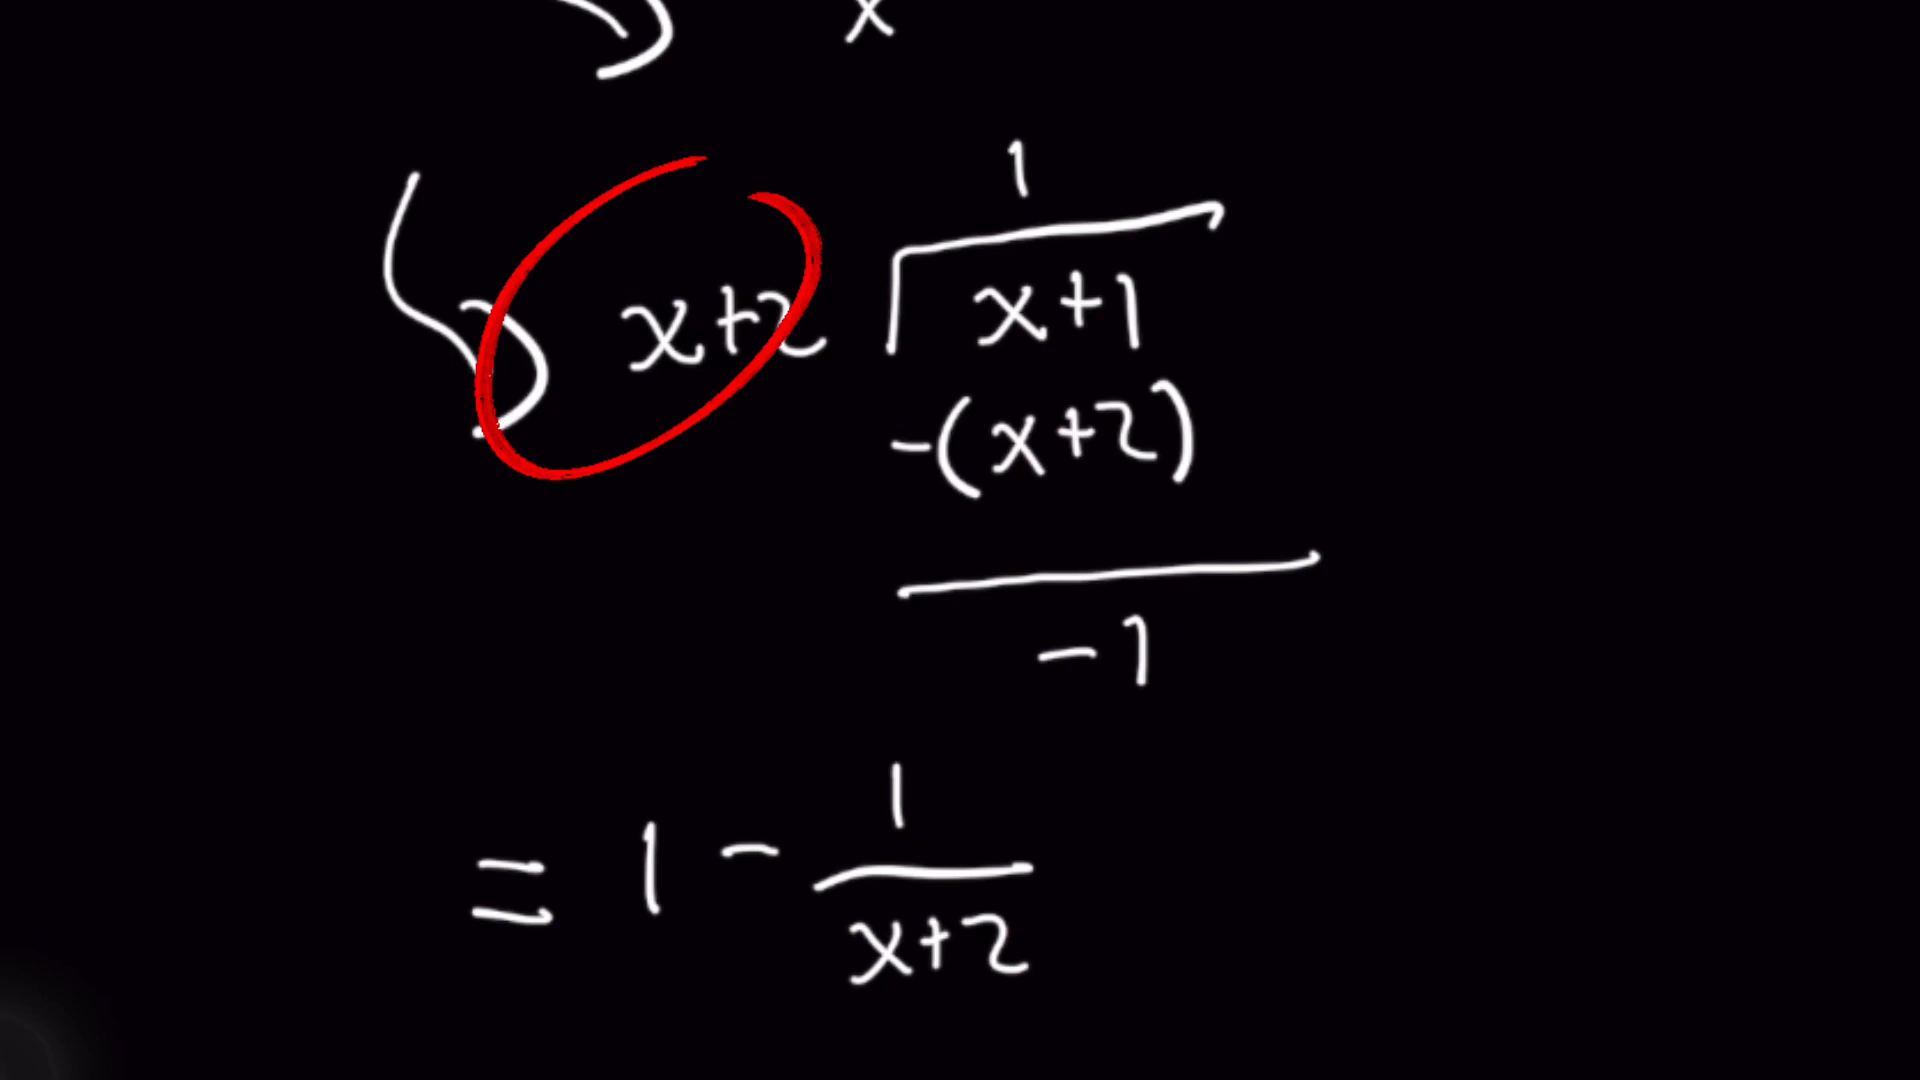 x
1
x+2 x+1
-(x+2)
-1
= 1 - 1
x+2